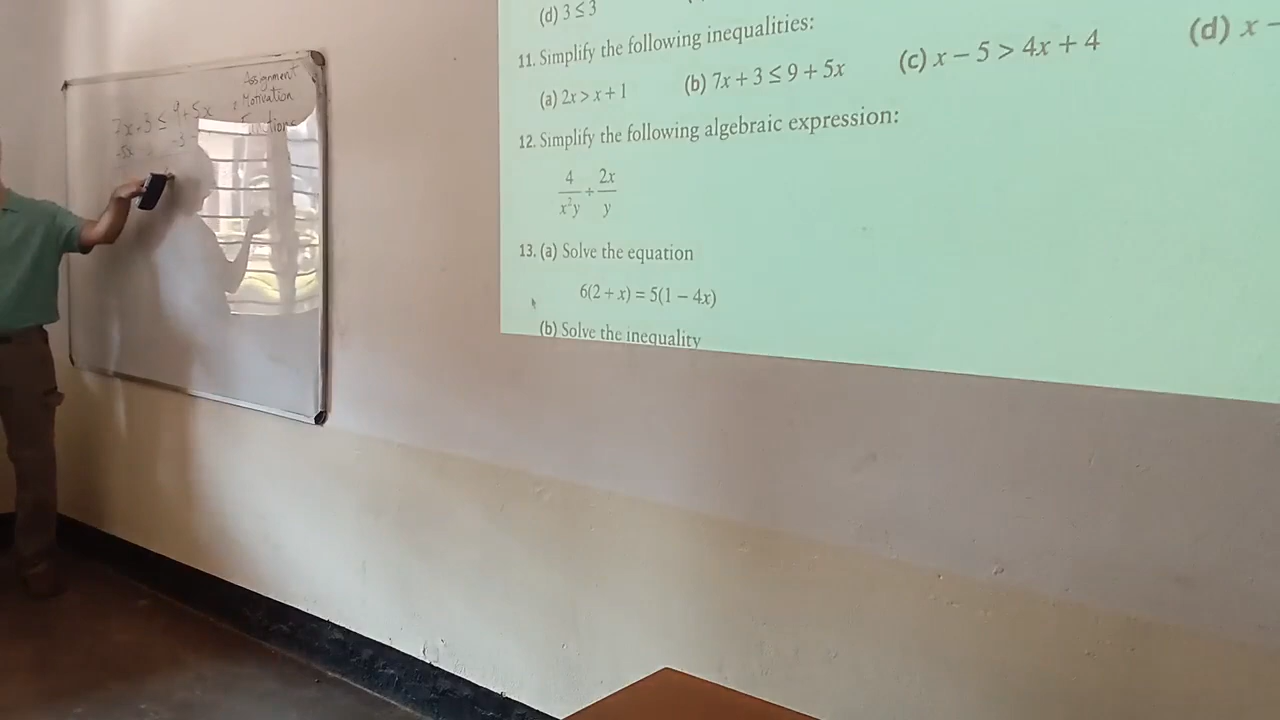 Assignment
Motivation
7x+3 ≤ 9+5x
-5x -3
(d) 3 ≤ 3
11. Simplify the following inequalities:
(a) 2x > x + 1 (b) 7x + 3 ≤ 9 + 5x (c) x − 5 > 4x + 4 (d) x −
12. Simplify the following algebraic expression:
4/x²y ÷ 2x/y
13. (a) Solve the equation
6(2 + x) = 5(1 − 4x)
(b) Solve the inequality